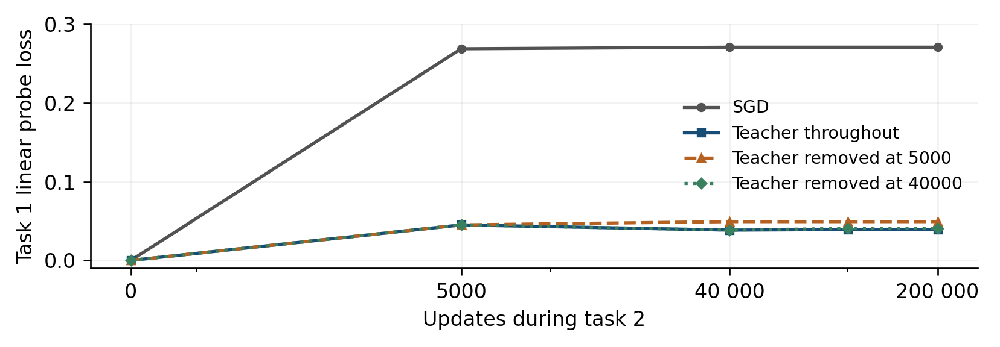 Task 1 linear probe loss
0.3
0.2
0.1
0.0
SGD
Teacher throughout
Teacher removed at 5000
Teacher removed at 40000
0
5000
40 000
200 000
Updates during task 2